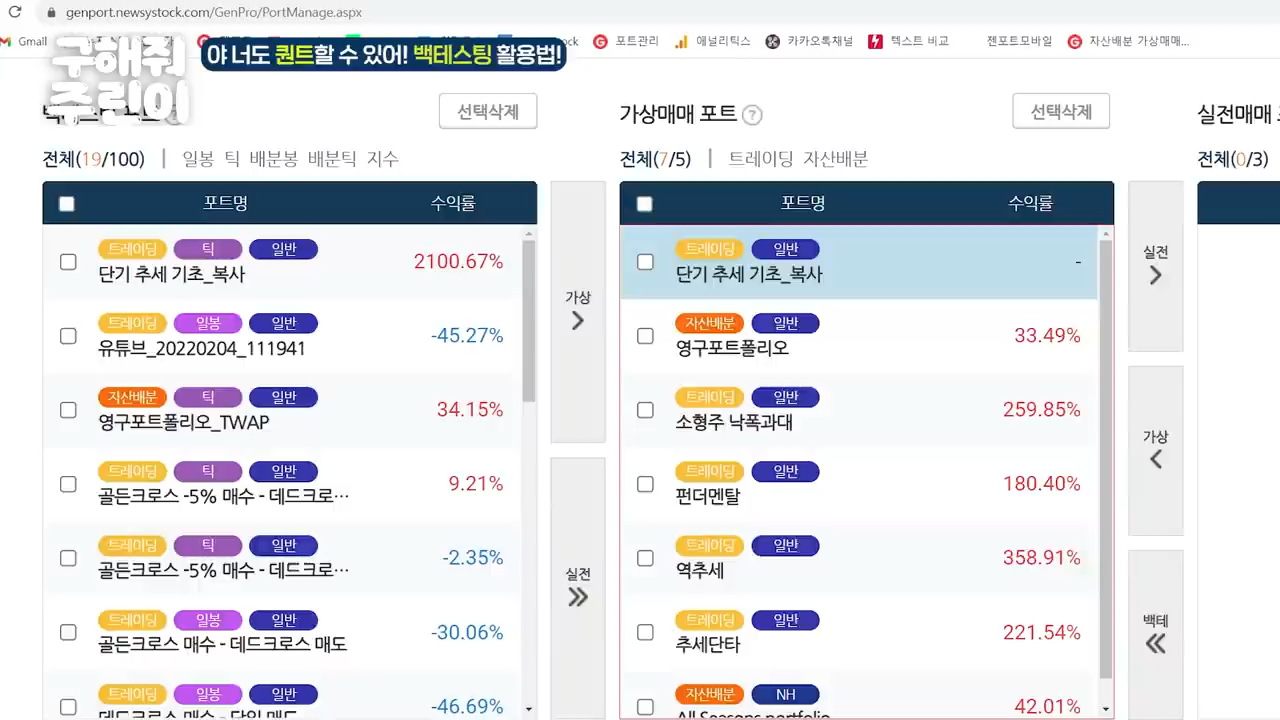 genport.newsystock.com/GenPro/PortManage.aspx
Gmail
포트관리
애널리틱스
카카오톡채널
텍스트 비교
젠포트모바일
자산배분 가상매매...
구해줘
주린이
야 너도 퀀트할 수 있어! 백테스팅 활용법!
선택삭제
전체(19/100) | 일봉 틱 배분봉 배분틱 지수
포트명 수익률
트레이딩 틱 일반
단기 추세 기초_복사 2100.67%
트레이딩 일봉 일반
유튜브_20220204_111941 -45.27%
자산배분 틱 일반
영구포트폴리오_TWAP 34.15%
트레이딩 틱 일반
골든크로스 -5% 매수 - 데드크로… 9.21%
트레이딩 틱 일반
골든크로스 -5% 매수 - 데드크로… -2.35%
트레이딩 일봉 일반
골든크로스 매수 - 데드크로스 매도 -30.06%
트레이딩 일봉 일반
-46.69%
가상
실전
가상매매 포트 ?
선택삭제
전체(7/5) | 트레이딩 자산배분
포트명 수익률
트레이딩 일반
단기 추세 기초_복사 -
자산배분 일반
영구포트폴리오 33.49%
트레이딩 일반
소형주 낙폭과대 259.85%
트레이딩 일반
펀더멘탈 180.40%
트레이딩 일반
역추세 358.91%
트레이딩 일반
추세단타 221.54%
자산배분 NH
All Seasons portfolio 42.01%
실전
가상
백테
실전매매
전체(0/3)